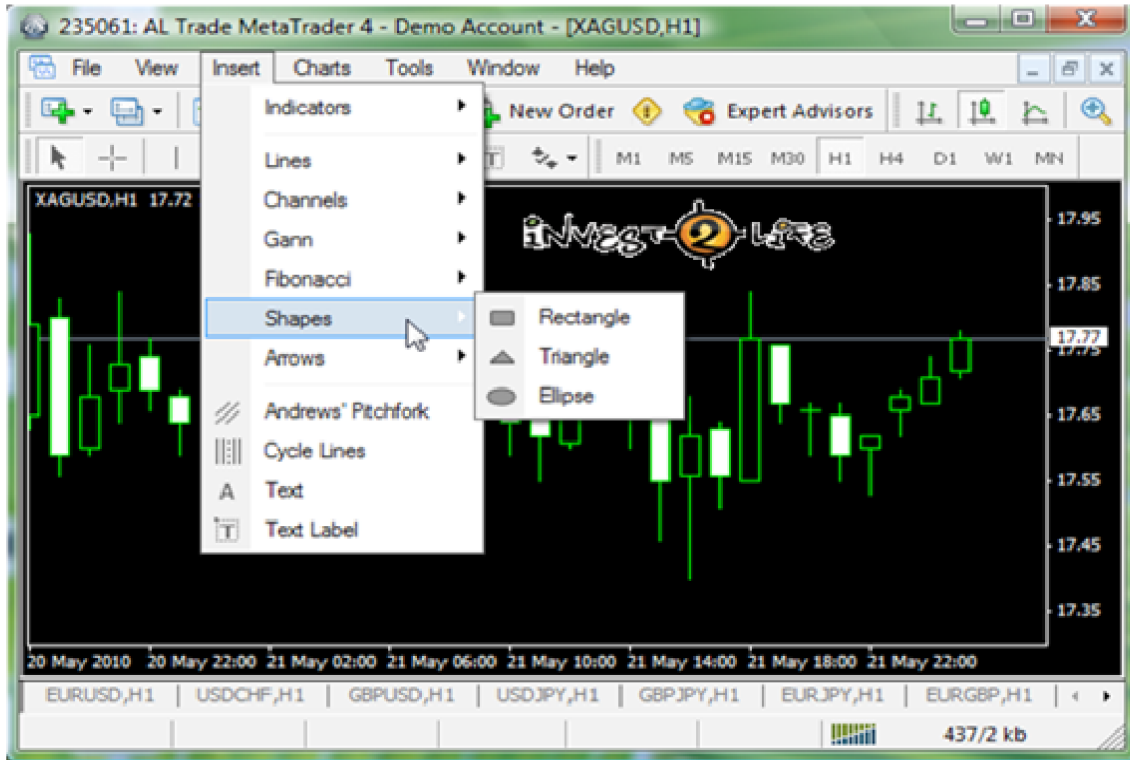 235061: AL Trade MetaTrader 4 - Demo Account - [XAGUSD,H1]
File View Insert Charts Tools Window Help
New Order Expert Advisors
T M1 M5 M15 M30 H1 H4 D1 W1 MN
XAGUSD,H1 17.72
iNVEST 2 LiFE
Indicators
Lines
Channels
Gann
Fibonacci
Shapes
Arrows
Andrews' Pitchfork
Cycle Lines
A Text
T Text Label
Rectangle
Triangle
Ellipse
17.95
17.85
17.77
17.75
17.65
17.55
17.45
17.35
20 May 2010 20 May 22:00 21 May 02:00 21 May 06:00 21 May 10:00 21 May 14:00 21 May 18:00 21 May 22:00
EURUSD,H1 | USDCHF,H1 | GBPUSD,H1 | USDJPY,H1 | GBPJPY,H1 | EURJPY,H1 | EURGBP,H1
437/2 kb